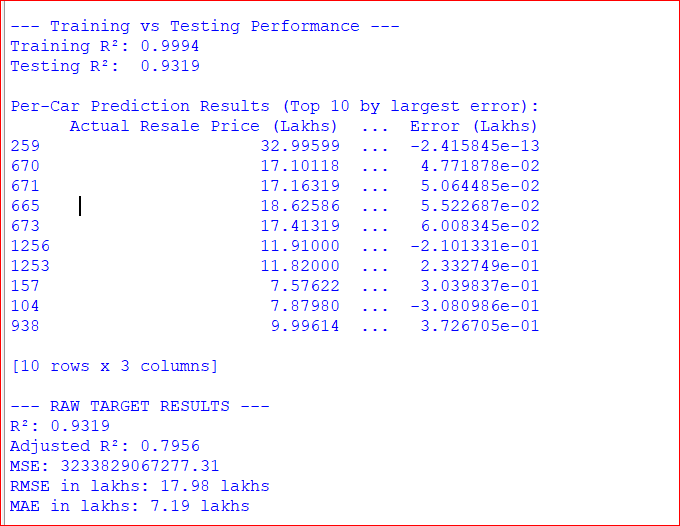 --- Training vs Testing Performance ---
Training R²: 0.9994
Testing R²:  0.9319
Per-Car Prediction Results (Top 10 by largest error):
Actual Resale Price (Lakhs)  ...  Error (Lakhs)
259  32.99599  ...  -2.415845e-13
670  17.10118  ...  4.771878e-02
671  17.16319  ...  5.064485e-02
665  18.62586  ...  5.522687e-02
673  17.41319  ...  6.008345e-02
1256  11.91000  ...  -2.101331e-01
1253  11.82000  ...  2.332749e-01
157  7.57622  ...  3.039837e-01
104  7.87980  ...  -3.080986e-01
938  9.99614  ...  3.726705e-01
[10 rows x 3 columns]
--- RAW TARGET RESULTS ---
R²: 0.9319
Adjusted R²: 0.7956
MSE: 3233829067277.31
RMSE in lakhs: 17.98 lakhs
MAE in lakhs: 7.19 lakhs